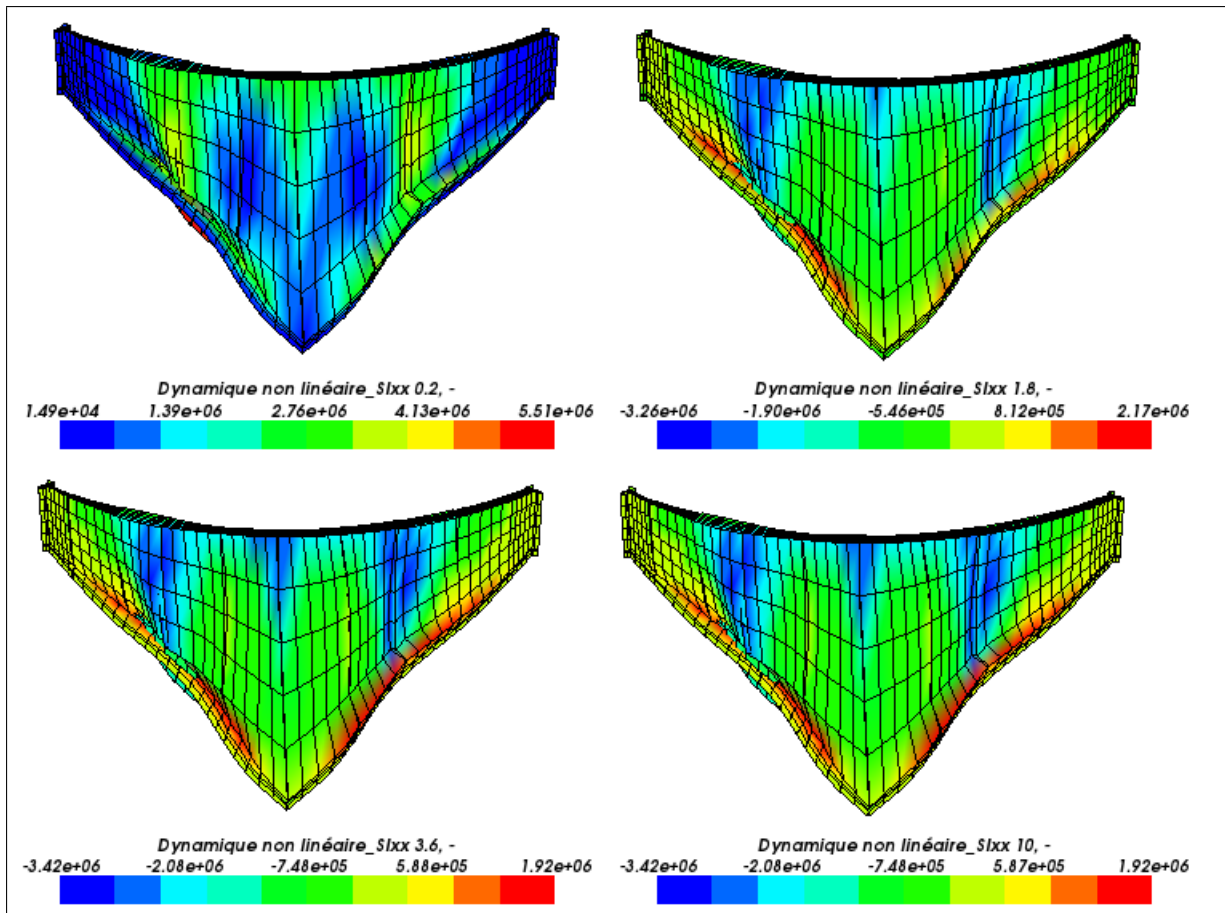 Dynamique non linéaire_SIxx 0.2, -
1.49e+04 1.39e+06 2.76e+06 4.13e+06 5.51e+06
Dynamique non linéaire_SIxx 1.8, -
-3.26e+06 -1.90e+06 -5.46e+05 8.12e+05 2.17e+06
Dynamique non linéaire_SIxx 3.6, -
-3.42e+06 -2.08e+06 -7.48e+05 5.88e+05 1.92e+06
Dynamique non linéaire_SIxx 10, -
-3.42e+06 -2.08e+06 -7.48e+05 5.87e+05 1.92e+06